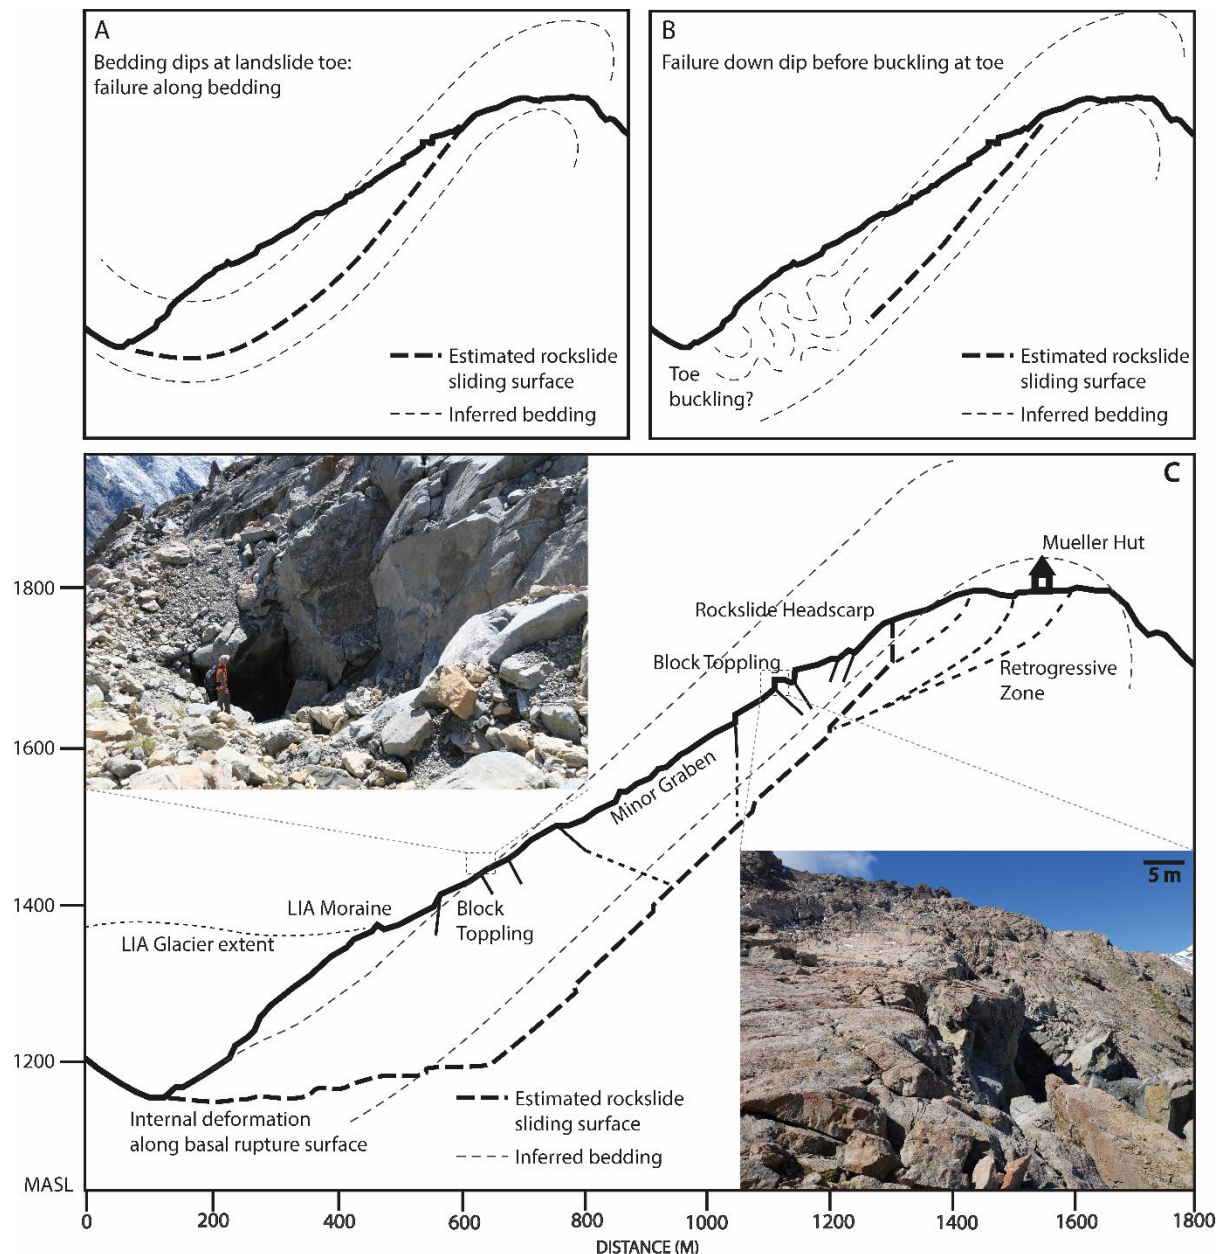 A
Bedding dips at landslide toe:
failure along bedding
Estimated rockslide
sliding surface
Inferred bedding
B
Failure down dip before buckling at toe
Toe
buckling?
Estimated rockslide
sliding surface
Inferred bedding
C
Mueller Hut
1800
Rockslide Headscarp
Block Toppling
Retrogressive
Zone
1600
Minor Graben
5 m
1400
LIA Moraine
Block
Toppling
LIA Glacier extent
1200
Internal deformation
along basal rupture surface
Estimated rockslide
sliding surface
Inferred bedding
MASL
0 200 400 600 800 1000 1200 1400 1600 1800
DISTANCE (M)